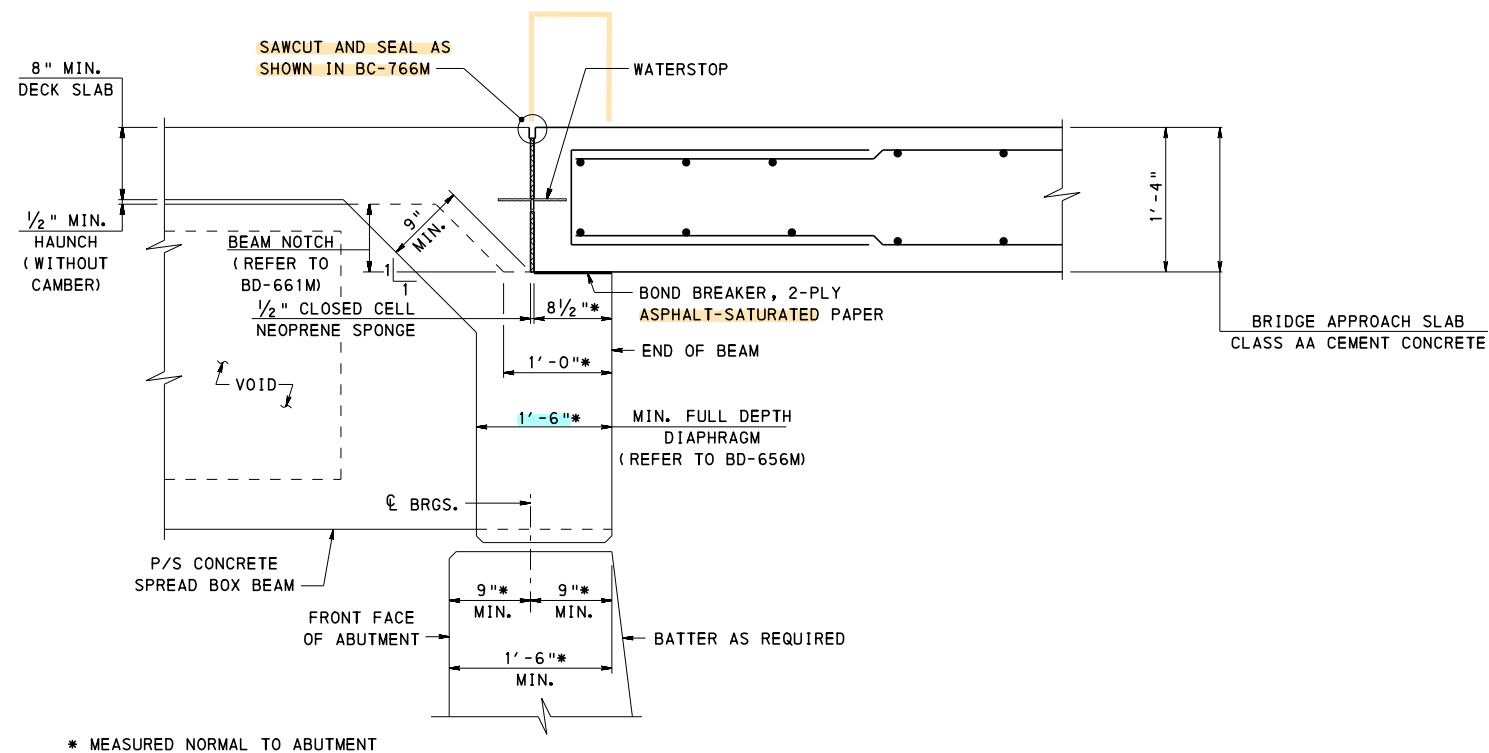 SAWCUT AND SEAL AS
SHOWN IN BC-766M
WATERSTOP
8" MIN.
DECK SLAB
1/2" MIN.
HAUNCH
(WITHOUT
CAMBER)
9"
MIN.
BEAM NOTCH
(REFER TO
BD-661M)
1
1
1'-4"
1/2" CLOSED CELL
NEOPRENE SPONGE
8 1/2"*
BOND BREAKER, 2-PLY
ASPHALT-SATURATED PAPER
BRIDGE APPROACH SLAB
CLASS AA CEMENT CONCRETE
END OF BEAM
1'-0"*
VOID
1'-6"*
MIN. FULL DEPTH
DIAPHRAGM
(REFER TO BD-656M)
℄ BRGS.
P/S CONCRETE
SPREAD BOX BEAM
9"*
MIN.
9"*
MIN.
FRONT FACE
OF ABUTMENT
BATTER AS REQUIRED
1'-6"*
MIN.
* MEASURED NORMAL TO ABUTMENT